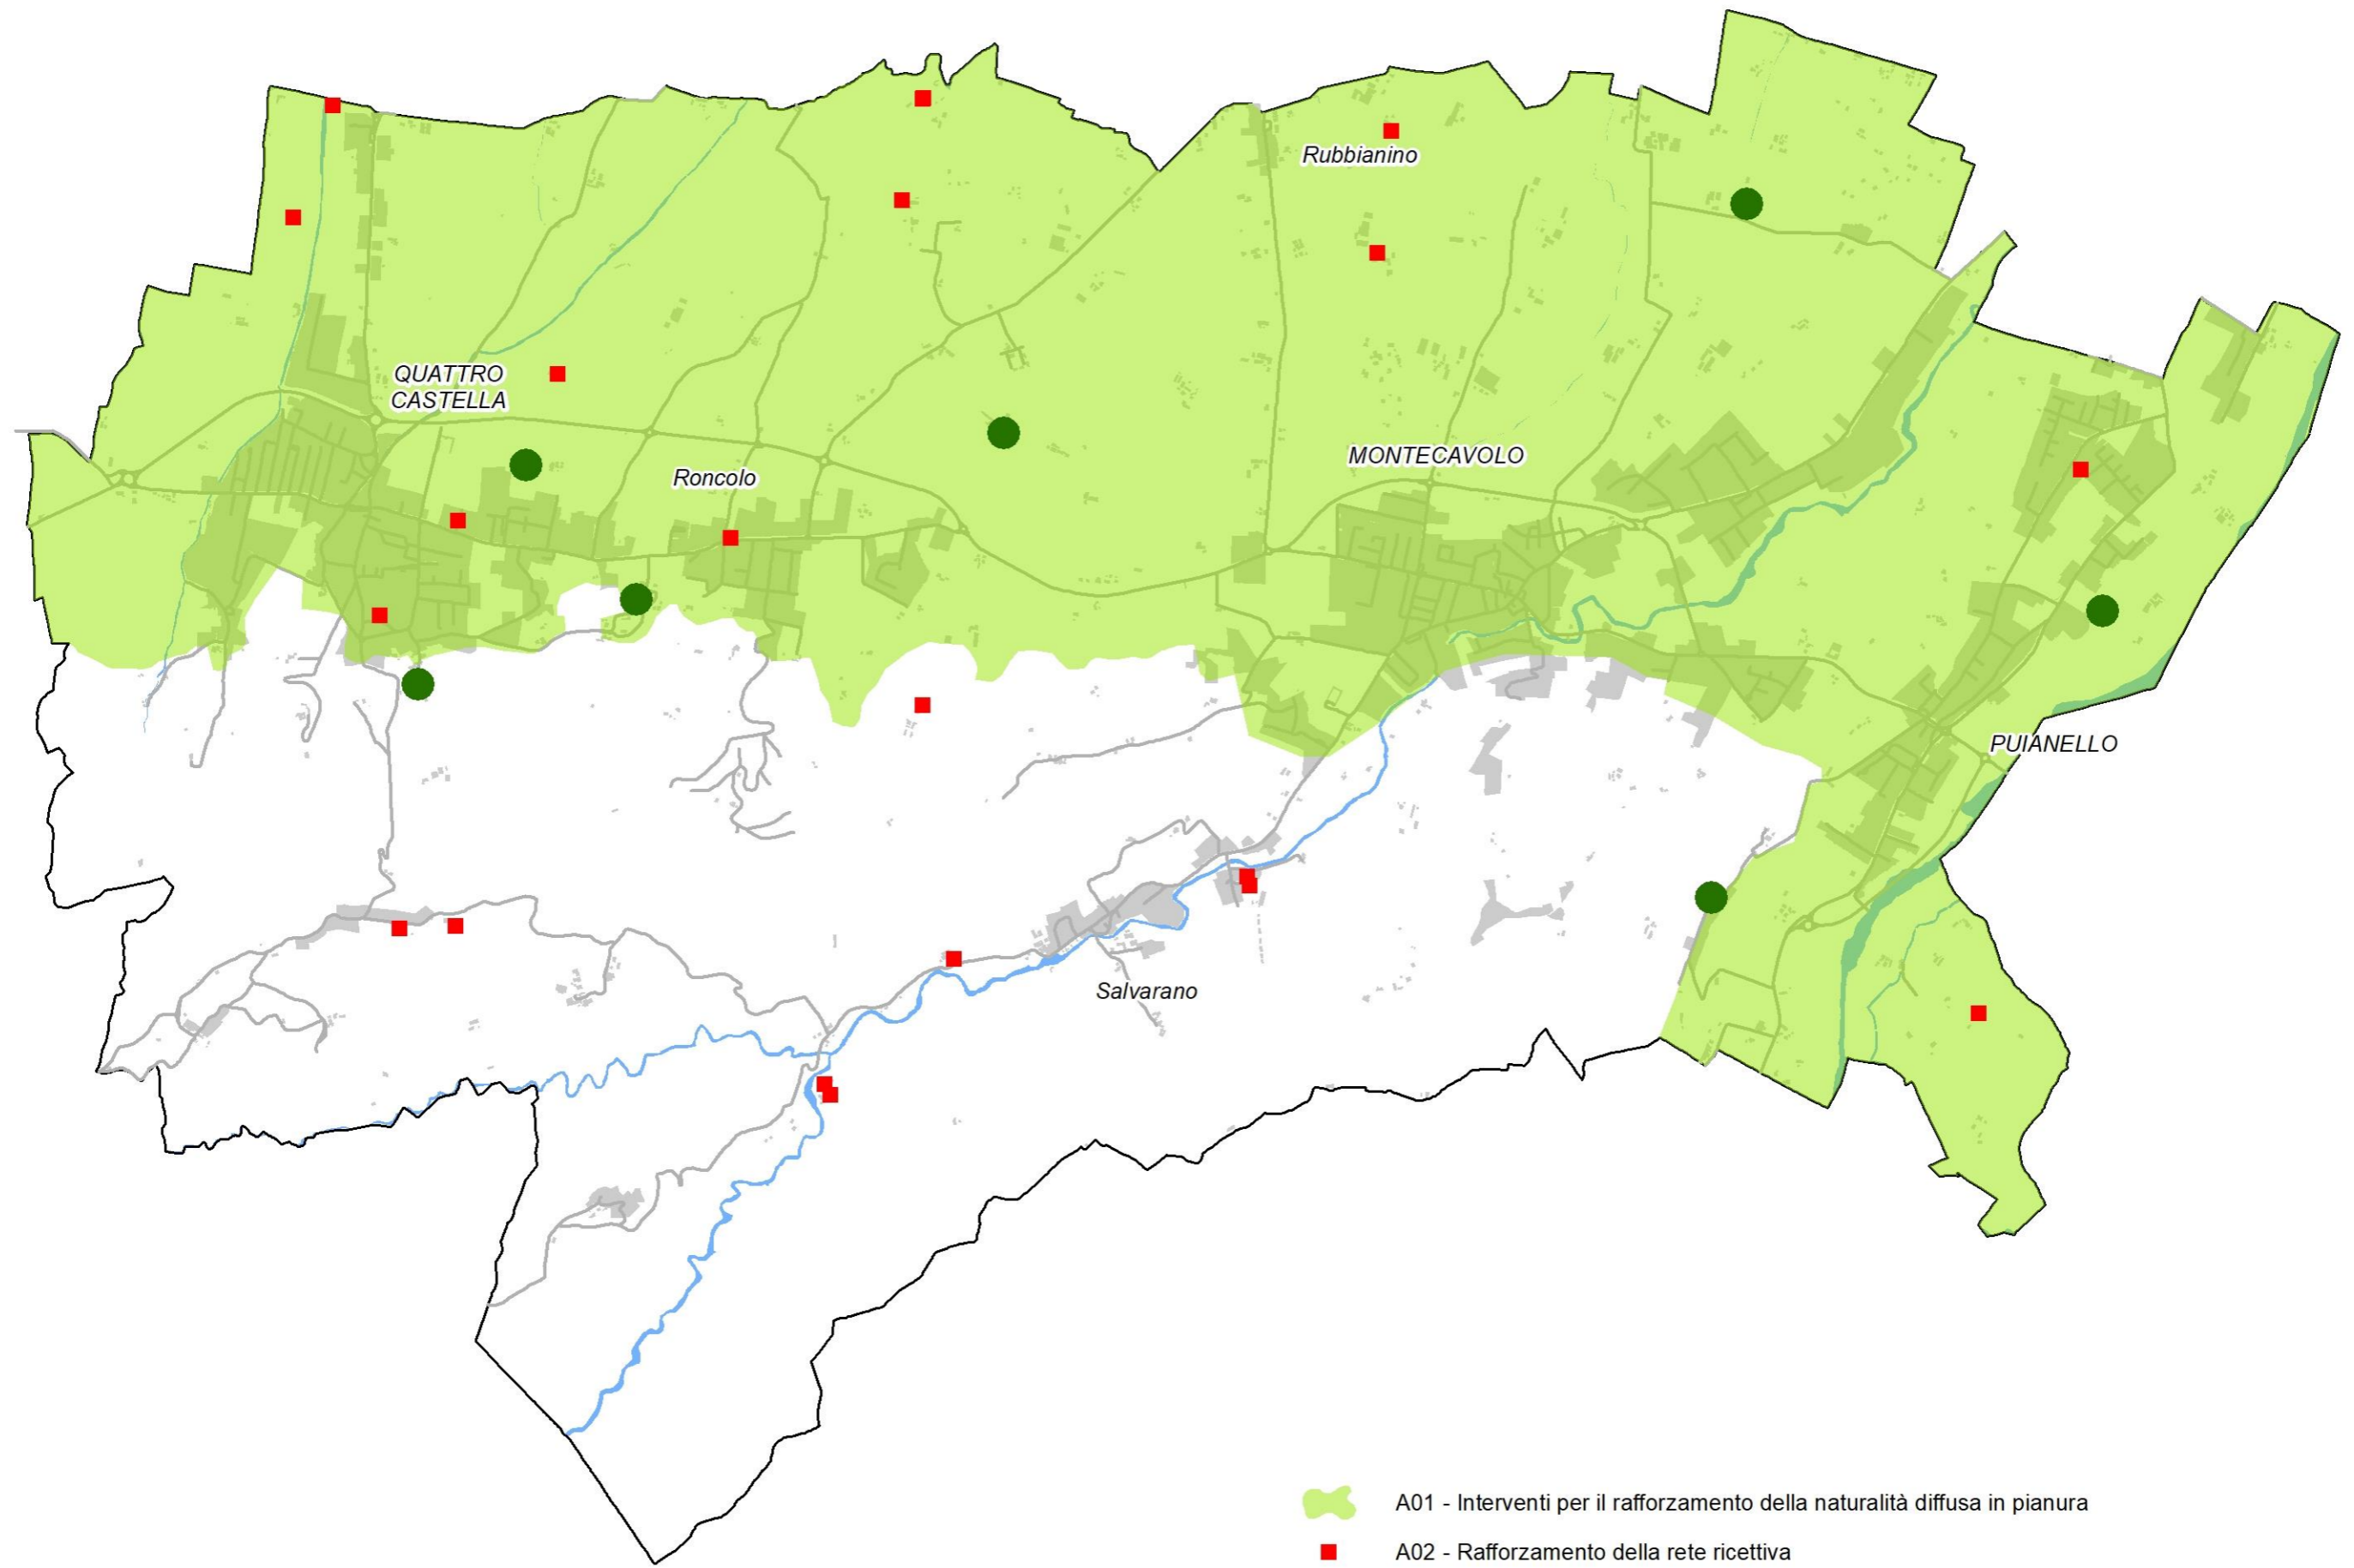 Rubbianino
QUATTRO
CASTELLA
Roncolo
MONTECAVOLO
PUIANELLO
Salvarano
A01 - Interventi per il rafforzamento della naturalità diffusa in pianura
A02 - Rafforzamento della rete ricettiva